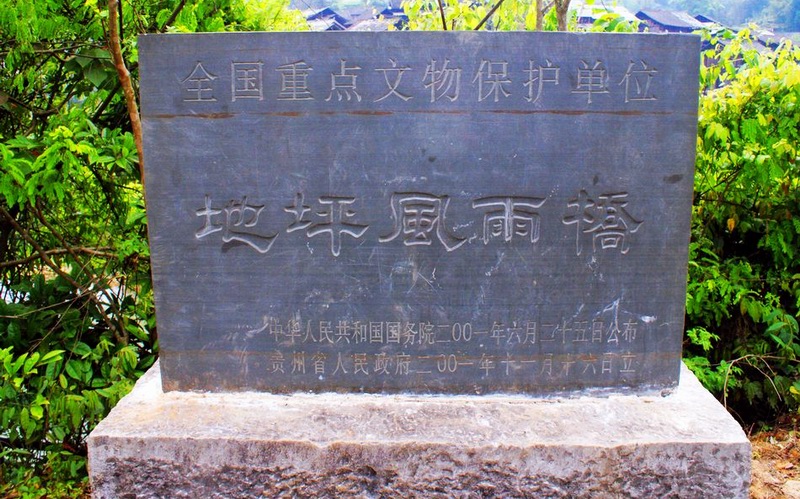 全国重点文物保护单位
地坪風雨橋
中华人民共和国国务院二00一年六月二十五日公布
贵州省人民政府二00一年十一月十六日立